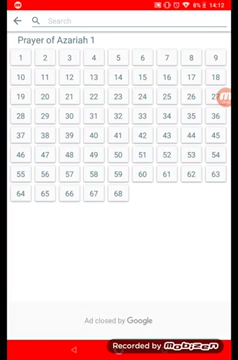 8% 14:12
Search
Prayer of Azariah 1
1 2 3 4 5 6 7 8 9
10 11 12 13 14 15 16 17 18
19 20 21 22 23 24 25 26 27
28 29 30 31 32 33 34 35 36
37 38 39 40 41 42 43 44 45
46 47 48 49 50 51 52 53 54
55 56 57 58 59 60 61 62 63
64 65 66 67 68
Ad closed by Google
Recorded by Mobizen